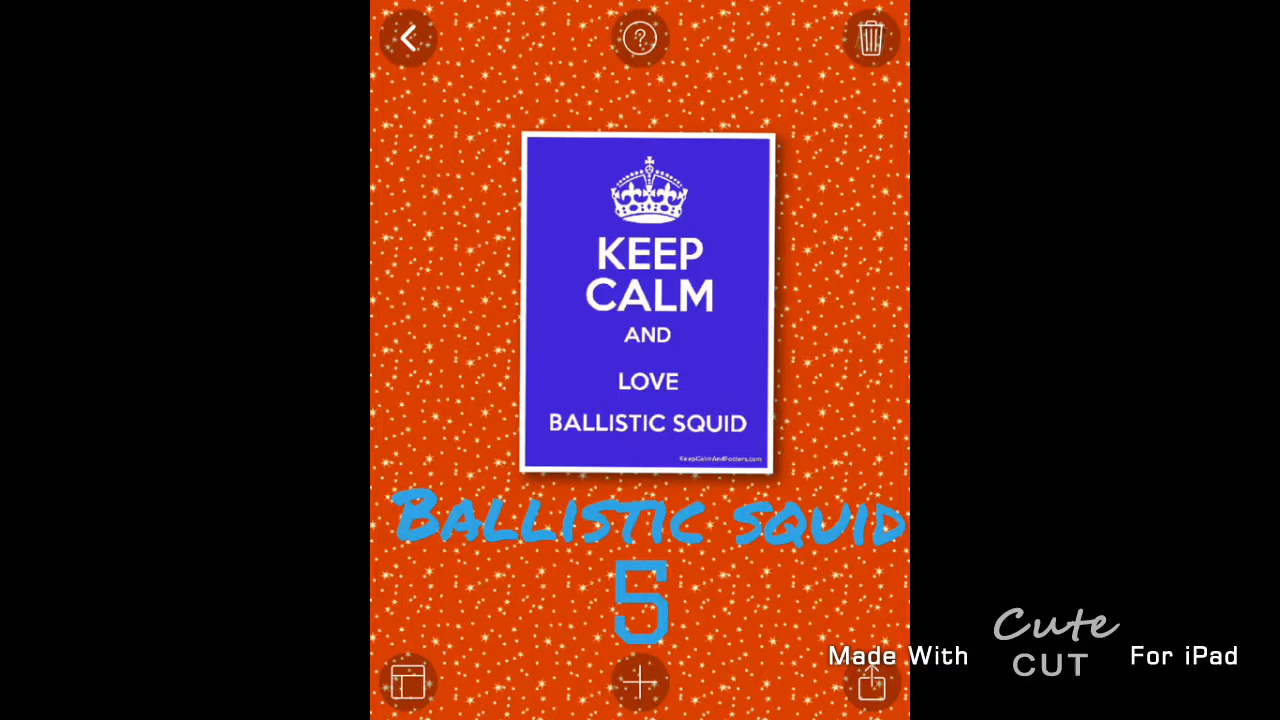 KEEP
CALM
AND
LOVE
BALLISTIC SQUID
KeepCalmAndPosters.com
BALLISTIC SQUID
5
Made With Cute CUT For iPad